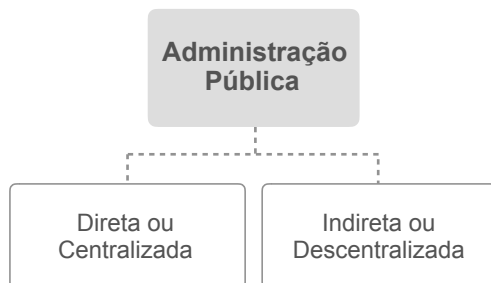 Administração
Pública
Direta ou
Centralizada
Indireta ou
Descentralizada